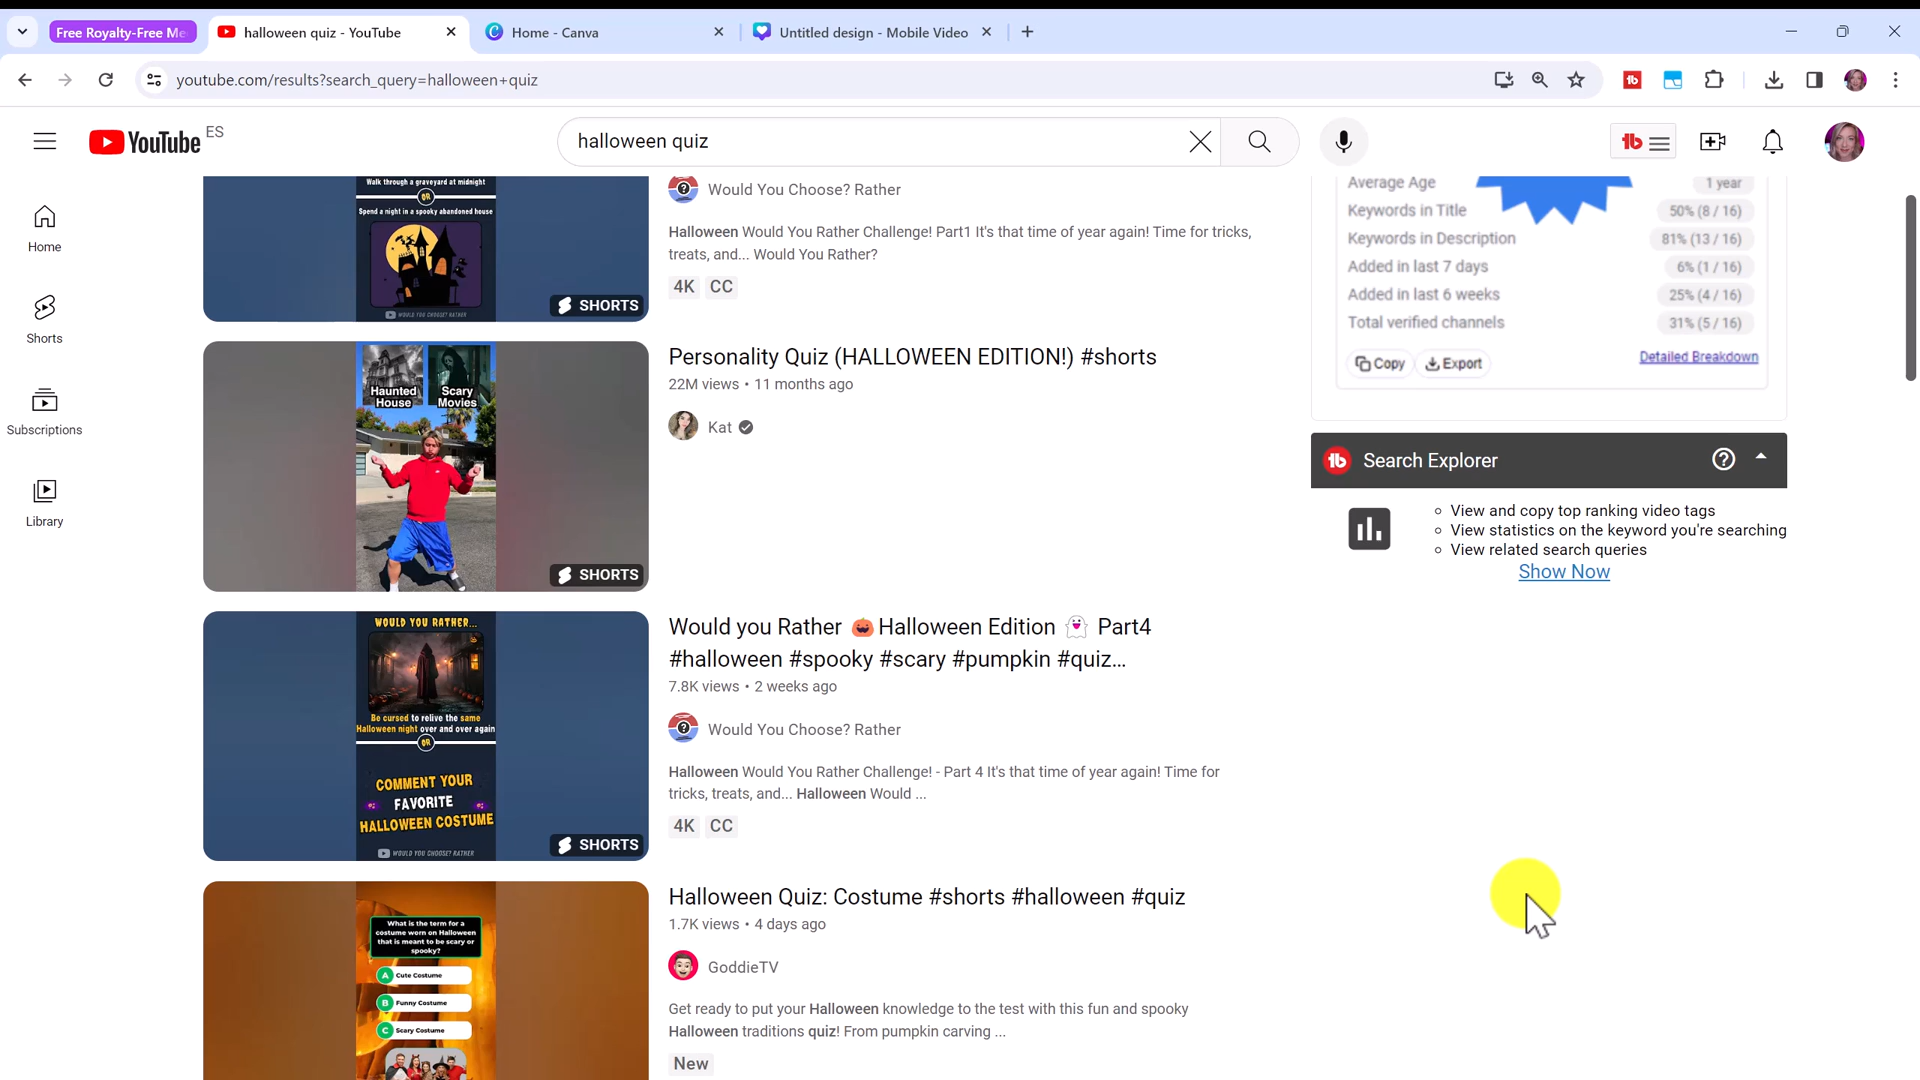 Free Royalty-Free Me
halloween quiz - YouTube
Home - Canva
Untitled design - Mobile Video
youtube.com/results?search_query=halloween+quiz
YouTube ES
halloween quiz
Home
Shorts
Subscriptions
Library
Walk through a graveyard at midnight
OR
Spend a night in a spooky abandoned house
WOULD YOU CHOOSE? RATHER
SHORTS
Would You Choose? Rather
Halloween Would You Rather Challenge! Part1 It's that time of year again! Time for tricks,
treats, and... Would You Rather?
4K CC
Haunted House
Scary Movies
SHORTS
Personality Quiz (HALLOWEEN EDITION!) #shorts
22M views • 11 months ago
Kat
WOULD YOU RATHER...
Be cursed to relive the same
Halloween night over and over again
OR
COMMENT YOUR
FAVORITE
HALLOWEEN COSTUME
WOULD YOU CHOOSE? RATHER
SHORTS
Would you Rather 🎃Halloween Edition 👻 Part4
#halloween #spooky #scary #pumpkin #quiz...
7.8K views • 2 weeks ago
Would You Choose? Rather
Halloween Would You Rather Challenge! - Part 4 It's that time of year again! Time for
tricks, treats, and... Halloween Would ...
4K CC
What is the term for a
costume worn on Halloween
that is meant to be scary or
spooky?
A Cute Costume
B Funny Costume
C Scary Costume
Halloween Quiz: Costume #shorts #halloween #quiz
1.7K views • 4 days ago
GoddieTV
Get ready to put your Halloween knowledge to the test with this fun and spooky
Halloween traditions quiz! From pumpkin carving ...
New
Average Age 1 year
Keywords in Title 50% (8 / 16)
Keywords in Description 81% (13 / 16)
Added in last 7 days 6% (1 / 16)
Added in last 6 weeks 25% (4 / 16)
Total verified channels 31% (5 / 16)
Copy Export Detailed Breakdown
Search Explorer
View and copy top ranking video tags
View statistics on the keyword you're searching
View related search queries
Show Now